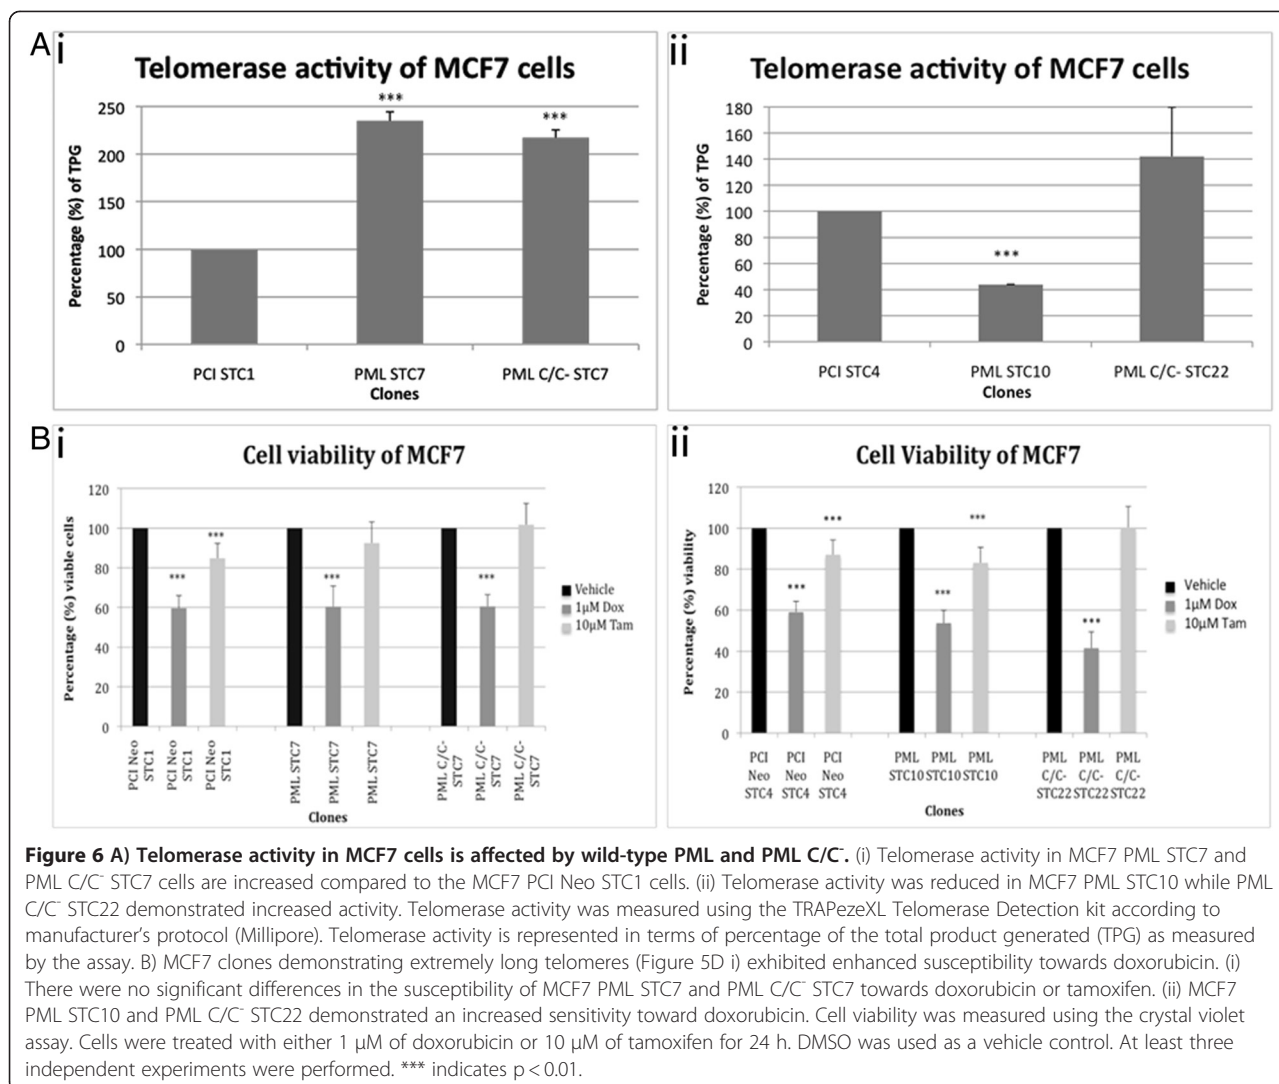 A i
Telomerase activity of MCF7 cells
Percentage (%) of TPG
250
200
150
100
50
0
***
***
PCI STC1
PML STC7
PML C/C- STC7
Clones
ii
Telomerase activity of MCF7 cells
Percentage (%) of TPG
180
160
140
120
100
80
60
40
20
0
***
PCI STC4
PML STC10
PML C/C- STC22
Clones
B i
Cell viability of MCF7
Percentage (%) viable cells
120
100
80
60
40
20
0
***
***
***
***
PCI Neo STC1
PCI Neo STC1
PCI Neo STC1
PML STC7
PML STC7
PML STC7
PML C/C- STC7
PML C/C- STC7
PML C/C- STC7
Clones
Vehicle
1µM Dox
10µM Tam
ii
Cell Viability of MCF7
Percentage (%) viability
120
100
80
60
40
20
0
***
***
***
***
***
PCI Neo STC4
PCI Neo STC4
PCI Neo STC4
PML STC10
PML STC10
PML STC10
PML C/C- STC22
PML C/C- STC22
PML C/C- STC22
Clones
Vehicle
1µM Dox
10µM Tam
Figure 6 A) Telomerase activity in MCF7 cells is affected by wild-type PML and PML C/C⁻. (i) Telomerase activity in MCF7 PML STC7 and
PML C/C⁻ STC7 cells are increased compared to the MCF7 PCI Neo STC1 cells. (ii) Telomerase activity was reduced in MCF7 PML STC10 while PML
C/C⁻ STC22 demonstrated increased activity. Telomerase activity was measured using the TRAPezeXL Telomerase Detection kit according to
manufacturer's protocol (Millipore). Telomerase activity is represented in terms of percentage of the total product generated (TPG) as measured
by the assay. B) MCF7 clones demonstrating extremely long telomeres (Figure 5D i) exhibited enhanced susceptibility towards doxorubicin. (i)
There were no significant differences in the susceptibility of MCF7 PML STC7 and PML C/C⁻ STC7 towards doxorubicin or tamoxifen. (ii) MCF7
PML STC10 and PML C/C⁻ STC22 demonstrated an increased sensitivity toward doxorubicin. Cell viability was measured using the crystal violet
assay. Cells were treated with either 1 μM of doxorubicin or 10 μM of tamoxifen for 24 h. DMSO was used as a vehicle control. At least three
independent experiments were performed. *** indicates p < 0.01.